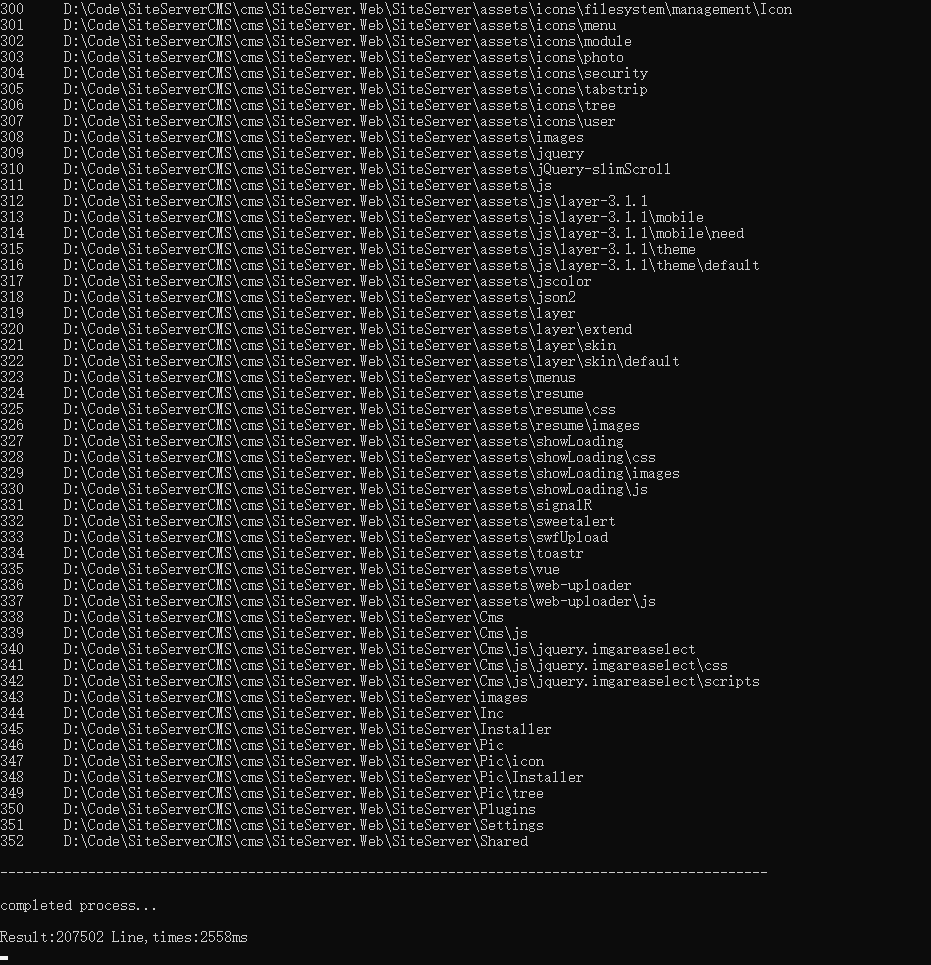 300 D:\Code\SiteServerCMS\cms\SiteServer.Web\SiteServer\assets\icons\filesystem\management\Icon
301 D:\Code\SiteServerCMS\cms\SiteServer.Web\SiteServer\assets\icons\menu
302 D:\Code\SiteServerCMS\cms\SiteServer.Web\SiteServer\assets\icons\module
303 D:\Code\SiteServerCMS\cms\SiteServer.Web\SiteServer\assets\icons\photo
304 D:\Code\SiteServerCMS\cms\SiteServer.Web\SiteServer\assets\icons\security
305 D:\Code\SiteServerCMS\cms\SiteServer.Web\SiteServer\assets\icons\tabstrip
306 D:\Code\SiteServerCMS\cms\SiteServer.Web\SiteServer\assets\icons\tree
307 D:\Code\SiteServerCMS\cms\SiteServer.Web\SiteServer\assets\icons\user
308 D:\Code\SiteServerCMS\cms\SiteServer.Web\SiteServer\assets\images
309 D:\Code\SiteServerCMS\cms\SiteServer.Web\SiteServer\assets\jquery
310 D:\Code\SiteServerCMS\cms\SiteServer.Web\SiteServer\assets\jQuery-slimScroll
311 D:\Code\SiteServerCMS\cms\SiteServer.Web\SiteServer\assets\js
312 D:\Code\SiteServerCMS\cms\SiteServer.Web\SiteServer\assets\js\layer-3.1.1
313 D:\Code\SiteServerCMS\cms\SiteServer.Web\SiteServer\assets\js\layer-3.1.1\mobile
314 D:\Code\SiteServerCMS\cms\SiteServer.Web\SiteServer\assets\js\layer-3.1.1\mobile\need
315 D:\Code\SiteServerCMS\cms\SiteServer.Web\SiteServer\assets\js\layer-3.1.1\theme
316 D:\Code\SiteServerCMS\cms\SiteServer.Web\SiteServer\assets\js\layer-3.1.1\theme\default
317 D:\Code\SiteServerCMS\cms\SiteServer.Web\SiteServer\assets\jscolor
318 D:\Code\SiteServerCMS\cms\SiteServer.Web\SiteServer\assets\json2
319 D:\Code\SiteServerCMS\cms\SiteServer.Web\SiteServer\assets\layer
320 D:\Code\SiteServerCMS\cms\SiteServer.Web\SiteServer\assets\layer\extend
321 D:\Code\SiteServerCMS\cms\SiteServer.Web\SiteServer\assets\layer\skin
322 D:\Code\SiteServerCMS\cms\SiteServer.Web\SiteServer\assets\layer\skin\default
323 D:\Code\SiteServerCMS\cms\SiteServer.Web\SiteServer\assets\menus
324 D:\Code\SiteServerCMS\cms\SiteServer.Web\SiteServer\assets\resume
325 D:\Code\SiteServerCMS\cms\SiteServer.Web\SiteServer\assets\resume\css
326 D:\Code\SiteServerCMS\cms\SiteServer.Web\SiteServer\assets\resume\images
327 D:\Code\SiteServerCMS\cms\SiteServer.Web\SiteServer\assets\showLoading
328 D:\Code\SiteServerCMS\cms\SiteServer.Web\SiteServer\assets\showLoading\css
329 D:\Code\SiteServerCMS\cms\SiteServer.Web\SiteServer\assets\showLoading\images
330 D:\Code\SiteServerCMS\cms\SiteServer.Web\SiteServer\assets\showLoading\js
331 D:\Code\SiteServerCMS\cms\SiteServer.Web\SiteServer\assets\signalR
332 D:\Code\SiteServerCMS\cms\SiteServer.Web\SiteServer\assets\sweetalert
333 D:\Code\SiteServerCMS\cms\SiteServer.Web\SiteServer\assets\swfUpload
334 D:\Code\SiteServerCMS\cms\SiteServer.Web\SiteServer\assets\toastr
335 D:\Code\SiteServerCMS\cms\SiteServer.Web\SiteServer\assets\vue
336 D:\Code\SiteServerCMS\cms\SiteServer.Web\SiteServer\assets\web-uploader
337 D:\Code\SiteServerCMS\cms\SiteServer.Web\SiteServer\assets\web-uploader\js
338 D:\Code\SiteServerCMS\cms\SiteServer.Web\SiteServer\Cms
339 D:\Code\SiteServerCMS\cms\SiteServer.Web\SiteServer\Cms\js
340 D:\Code\SiteServerCMS\cms\SiteServer.Web\SiteServer\Cms\js\jquery.imgareaselect
341 D:\Code\SiteServerCMS\cms\SiteServer.Web\SiteServer\Cms\js\jquery.imgareaselect\css
342 D:\Code\SiteServerCMS\cms\SiteServer.Web\SiteServer\Cms\js\jquery.imgareaselect\scripts
343 D:\Code\SiteServerCMS\cms\SiteServer.Web\SiteServer\images
344 D:\Code\SiteServerCMS\cms\SiteServer.Web\SiteServer\Inc
345 D:\Code\SiteServerCMS\cms\SiteServer.Web\SiteServer\Installer
346 D:\Code\SiteServerCMS\cms\SiteServer.Web\SiteServer\Pic
347 D:\Code\SiteServerCMS\cms\SiteServer.Web\SiteServer\Pic\icon
348 D:\Code\SiteServerCMS\cms\SiteServer.Web\SiteServer\Pic\Installer
349 D:\Code\SiteServerCMS\cms\SiteServer.Web\SiteServer\Pic\tree
350 D:\Code\SiteServerCMS\cms\SiteServer.Web\SiteServer\Plugins
351 D:\Code\SiteServerCMS\cms\SiteServer.Web\SiteServer\Settings
352 D:\Code\SiteServerCMS\cms\SiteServer.Web\SiteServer\Shared
------------------------------------------------------------------------------------------------
completed process...
Result:207502 Line,times:2558ms